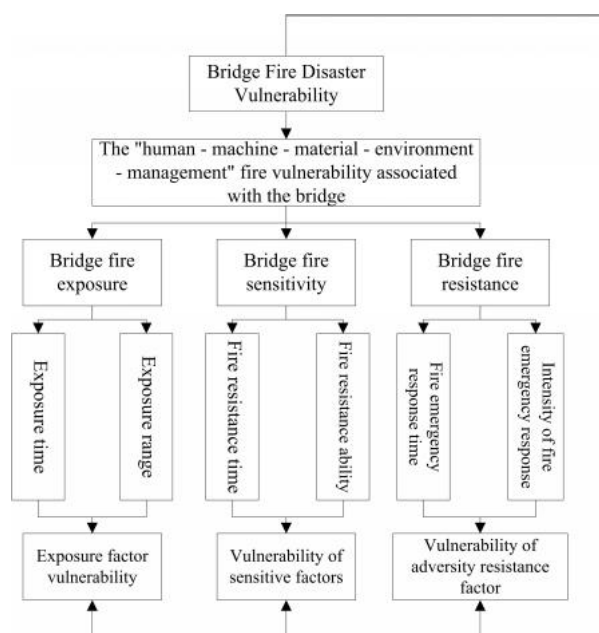 Bridge Fire Disaster
Vulnerability
The "human - machine - material - environment
- management" fire vulnerability associated
with the bridge
Bridge fire
exposure
Bridge fire
sensitivity
Bridge fire
resistance
Exposure time
Exposure range
Fire resistance time
Fire resistance ability
Fire emergency
response time
Intensity of fire
emergency response
Exposure factor
vulnerability
Vulnerability of
sensitive factors
Vulnerability of
adversity resistance
factor